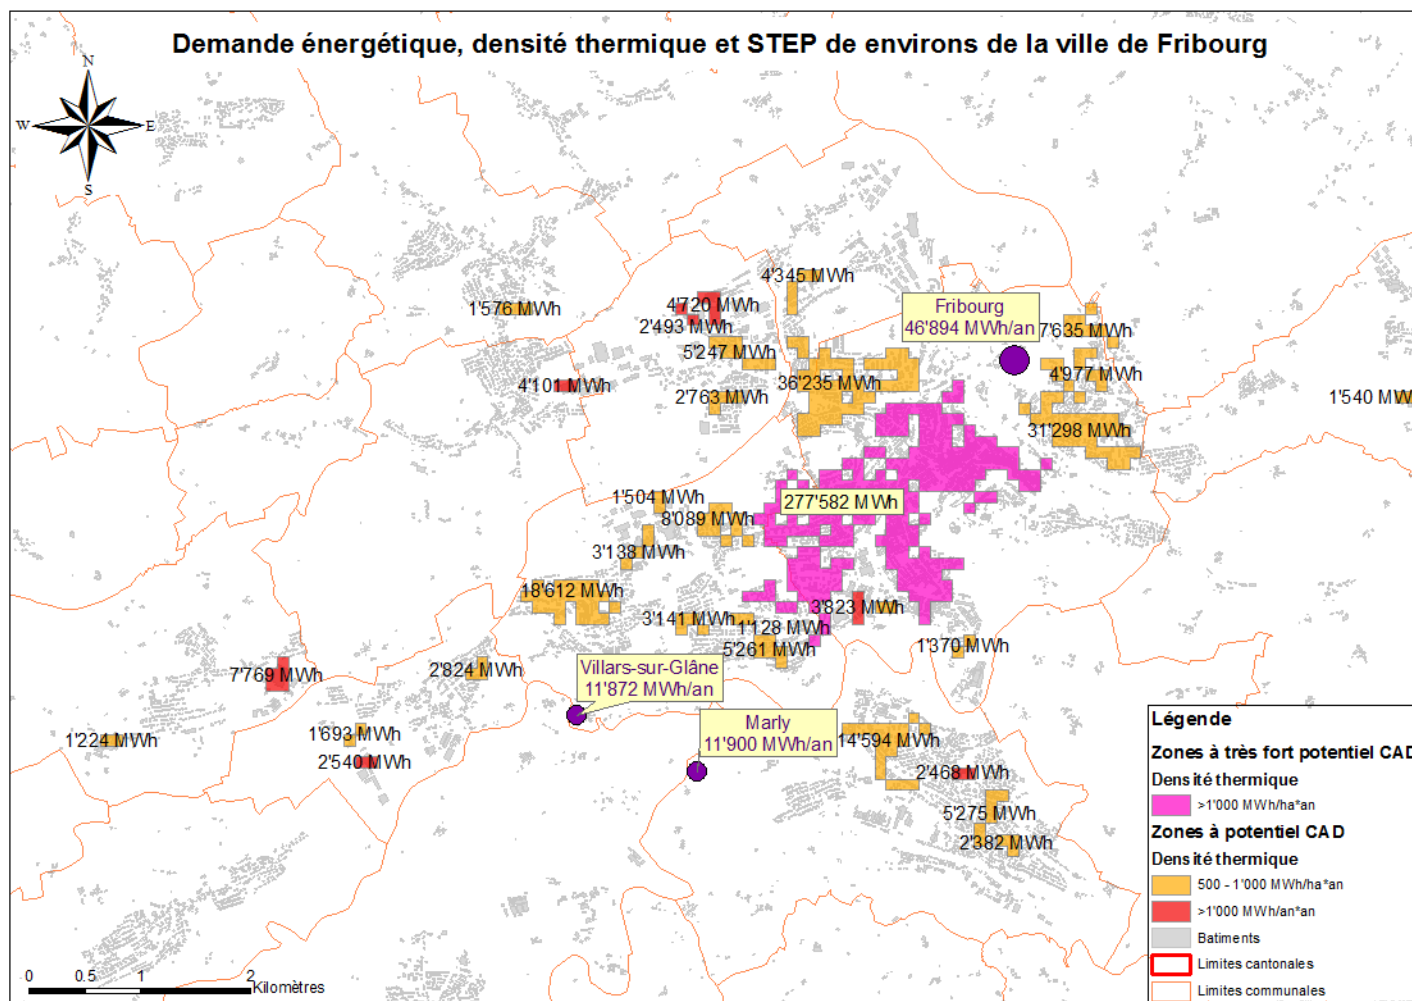 Demande énergétique, densité thermique et STEP de environs de la ville de Fribourg
N
W
E
S
4'345 MWh
1'576 MWh
4'720 MWh
2'493 MWh
5'247 MWh
Fribourg
46'894 MWh/an
7'635 MWh
4'977 MWh
4'101 MWh
2'763 MWh
36'235 MWh
1'540 MW
31'298 MWh
1'504 MWh
8'089 MWh
277'582 MWh
3'138 MWh
18'612 MWh
3'141 MWh
3'823 MWh
1'128 MWh
5'261 MWh
1'370 MWh
7'769 MWh
2'824 MWh
Villars-sur-Glâne
11'872 MWh/an
Marly
11'900 MWh/an
1'224 MWh
1'693 MWh
2'540 MWh
14'594 MWh
2'468 MWh
5'275 MWh
2'382 MWh
Légende
Zones à très fort potentiel CAD
Densité thermique
>1'000 MWh/ha*an
Zones à potentiel CAD
Densité thermique
500 - 1'000 MWh/ha*an
>1'000 MWh/an*an
Batiments
Limites cantonales
Limites communales
0 0.5 1 2
Kilomètres